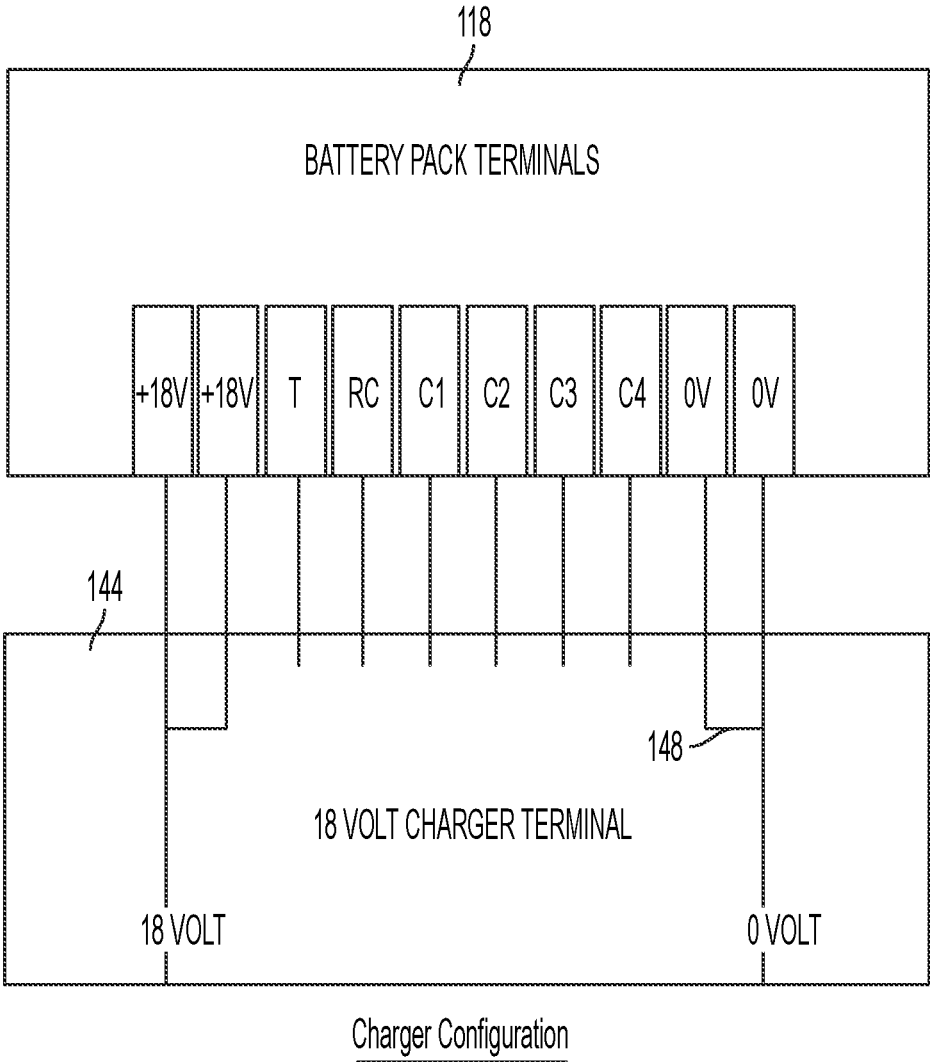 118
BATTERY PACK TERMINALS
+18V +18V T RC C1 C2 C3 C4 0V 0V
144
148
18 VOLT CHARGER TERMINAL
18 VOLT 0 VOLT
Charger Configuration